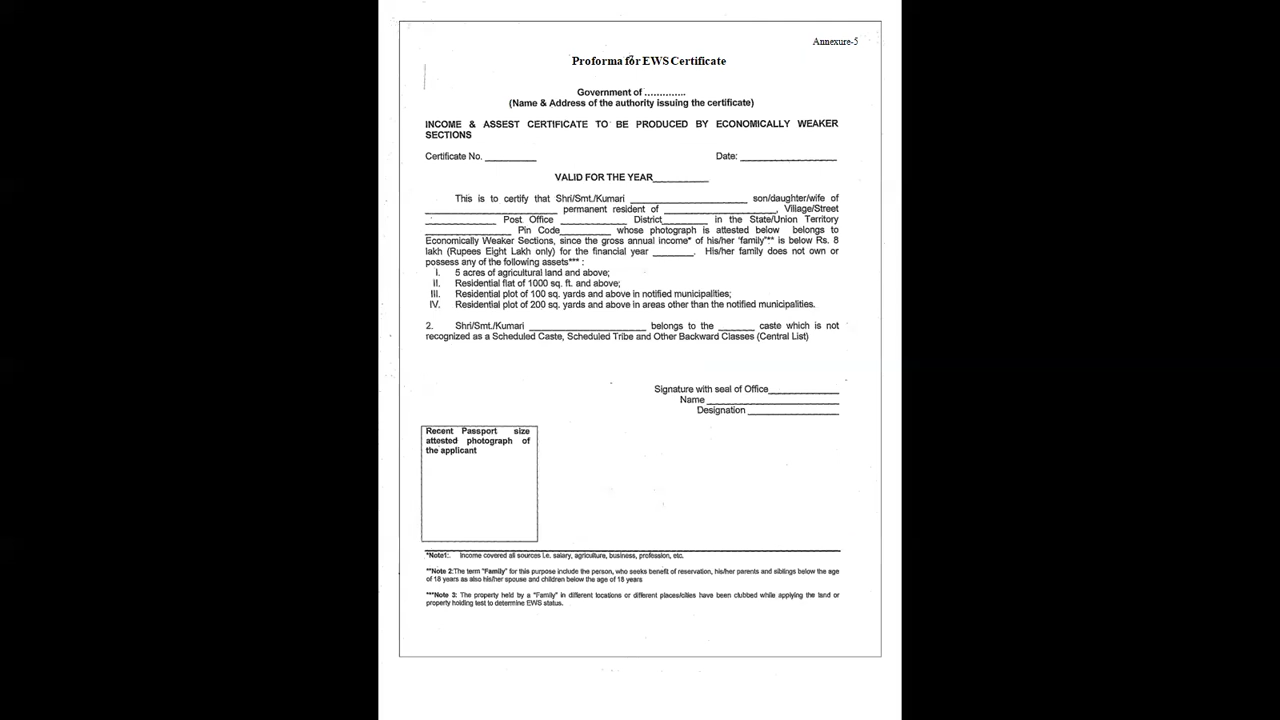 Annexure-5
Proforma for EWS Certificate
Government of ..............
(Name & Address of the authority issuing the certificate)
INCOME & ASSEST CERTIFICATE TO BE PRODUCED BY ECONOMICALLY WEAKER
SECTIONS
Certificate No. __________ Date: __________________
VALID FOR THE YEAR___________
This is to certify that Shri/Smt./Kumari ______________________ son/daughter/wife of
_________________________ permanent resident of ______________________, Village/Street
______________ Post Office _____________ District_________ in the State/Union Territory
_________________ Pin Code__________ whose photograph is attested below belongs to
Economically Weaker Sections, since the gross annual income* of his/her 'family"** is below Rs. 8
lakh (Rupees Eight Lakh only) for the financial year ________. His/her family does not own or
possess any of the following assets*** :
I. 5 acres of agricultural land and above;
II. Residential flat of 1000 sq. ft. and above;
III. Residential plot of 100 sq. yards and above in notified municipalities;
IV. Residential plot of 200 sq. yards and above in areas other than the notified municipalities.
2. Shri/Smt./Kumari ______________________ belongs to the _______ caste which is not
recognized as a Scheduled Caste, Scheduled Tribe and Other Backward Classes (Central List)
Signature with seal of Office_____________
Name _________________________
Designation _________________
Recent Passport size
attested photograph of
the applicant
*Note1:. Income covered all sources i.e. salary, agriculture, business, profession, etc.
**Note 2:The term "Family" for this purpose include the person, who seeks benefit of reservation, his/her parents and siblings below the age
of 18 years as also his/her spouse and children below the age of 18 years
***Note 3: The property held by a "Family" in different locations or different places/cities have been clubbed while applying the land or
property holding test to determine EWS status.